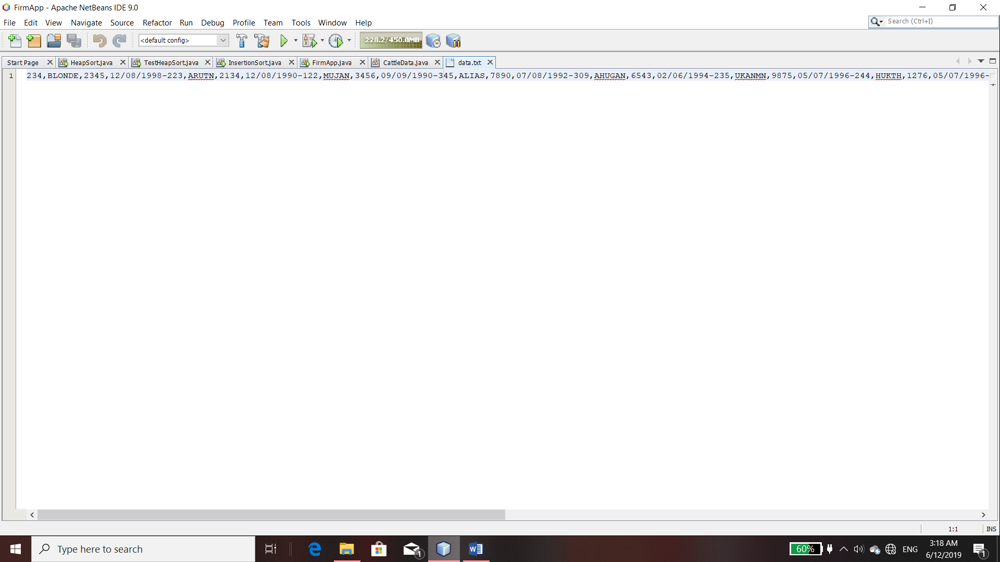 FirmApp - Apache NetBeans IDE 9.0
File Edit View Navigate Source Refactor Run Debug Profile Team Tools Window Help
Search (Ctrl+I)
<default config>
228.2/450.0MB
Start Page HeapSort.java TestHeapSort.java InsertionSort.java FirmApp.java CattleData.java data.txt
1 234,BLONDE,2345,12/08/1998-223,ARUTN,2134,12/08/1990-122,MUJAN,3456,09/09/1990-345,ALIAS,7890,07/08/1992-309,AHUGAN,6543,02/06/1994-235,UKANMN,9875,05/07/1996-244,HUKTH,1276,05/07/1996-
1:1 INS
Type here to search
1
60%
ENG
3:18 AM
6/12/2019
1